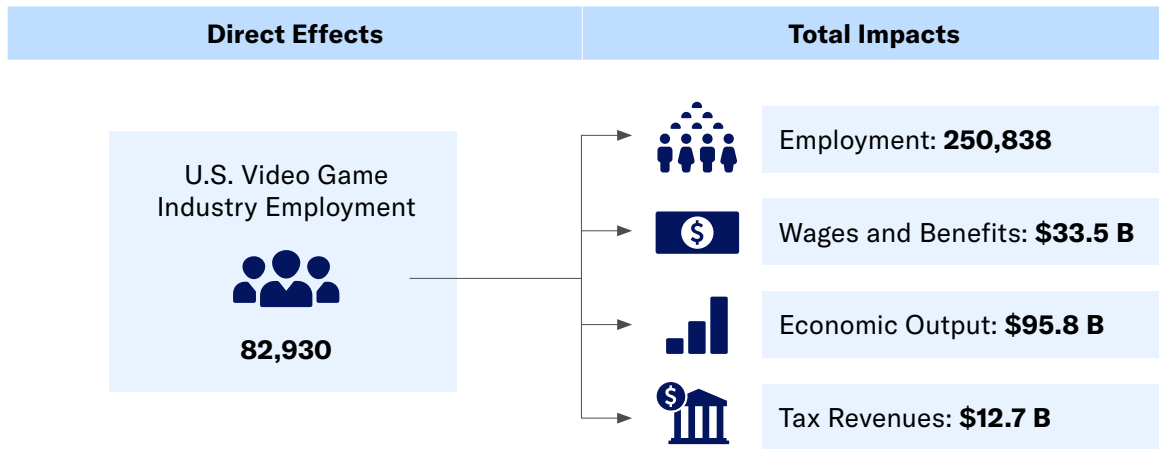 Direct Effects
Total Impacts
U.S. Video Game
Industry Employment
82,930
Employment: 250,838
$
Wages and Benefits: $33.5 B
Economic Output: $95.8 B
$
Tax Revenues: $12.7 B